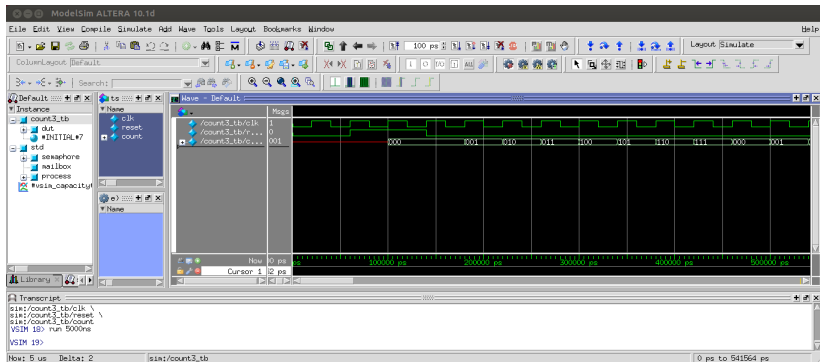 ModelSim ALTERA 10.1d
File Edit View Compile Simulate Add Wave Tools Layout Bookmarks Window Help
100 ps
Layout Simulate
ColumnLayout Default
Search:
Default
Instance
count3_tb
dut
#INITIAL#7
std
semaphore
mailbox
process
#vsim_capacity#
Library
Name
clk
reset
count
Name
Wave - Default
Msgs
/count3_tb/clk 1
/count3_tb/r... 0
/count3_tb/c... 001
000 001 010 011 100 101 110 111 000 001
Now
Cursor 1
100000 ps 200000 ps 300000 ps 400000 ps 500000 ps
Transcript
sim:/count3_tb/clk \
sim:/count3_tb/reset \
sim:/count3_tb/count
VSIM 18> run 5000ns
VSIM 19>
Now: 5 us Delta: 2 sim:/count3_tb 0 ps to 541564 ps